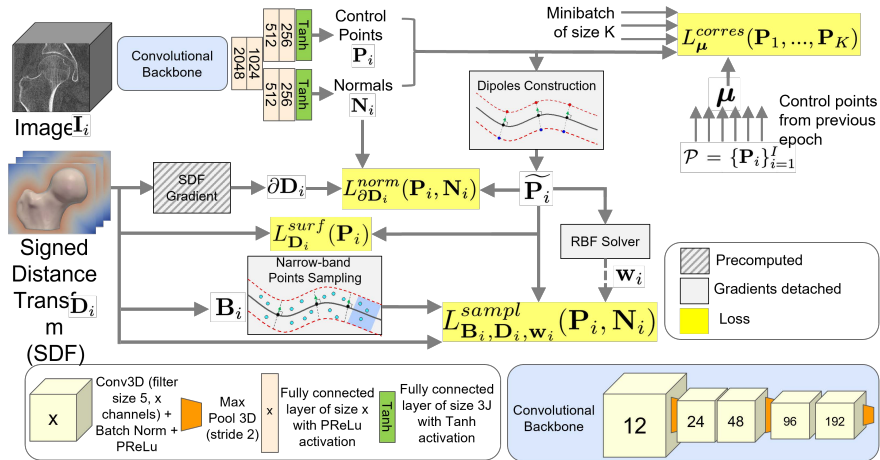 Convolutional
Backbone
2048
1024
512
256
Tanh
512
256
Tanh
Control
Points
P_i
Normals
N_i
Image I_i
Minibatch
of size K
L_μ^{corres}(P_1, ..., P_K)
μ
Control points
from previous
epoch
𝒫 = {P_i}_{i=1}^I
Dipoles Construction
P̃_i
SDF
Gradient
∂D_i
L_{∂D_i}^{norm}(P_i, N_i)
L_{D_i}^{surf}(P_i)
RBF Solver
w_i
Signed
Distance
Transfor
m
(SDF)
D_i
Narrow-band
Points Sampling
B_i
L_{B_i,D_i,w_i}^{sampl}(P_i, N_i)
Precomputed
Gradients detached
Loss
x
Conv3D (filter
size 5, x
channels) +
Batch Norm +
PReLu
Max
Pool 3D
(stride 2)
x
Fully connected
layer of size x
with PReLu
activation
Tanh
Fully connected
layer of size 3J
with Tanh
activation
Convolutional
Backbone
12
24
48
96
192